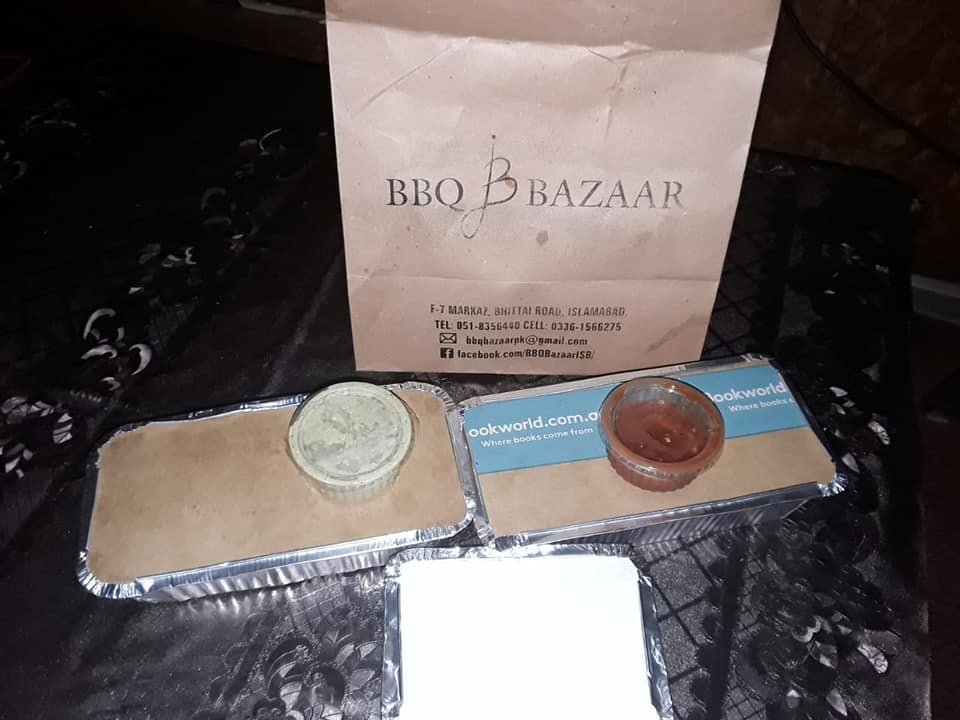 BBQ B BAZAAR
F-7 MARKAZ, BHITTAI ROAD, ISLAMABAD.
TEL: 051-8356440 CELL: 0336-1566275
bbqbazaarpk@gmail.com
facebook.com/BBQBazaarISB/
ookworld.com.a
Where books come from
Bookworld
Where books